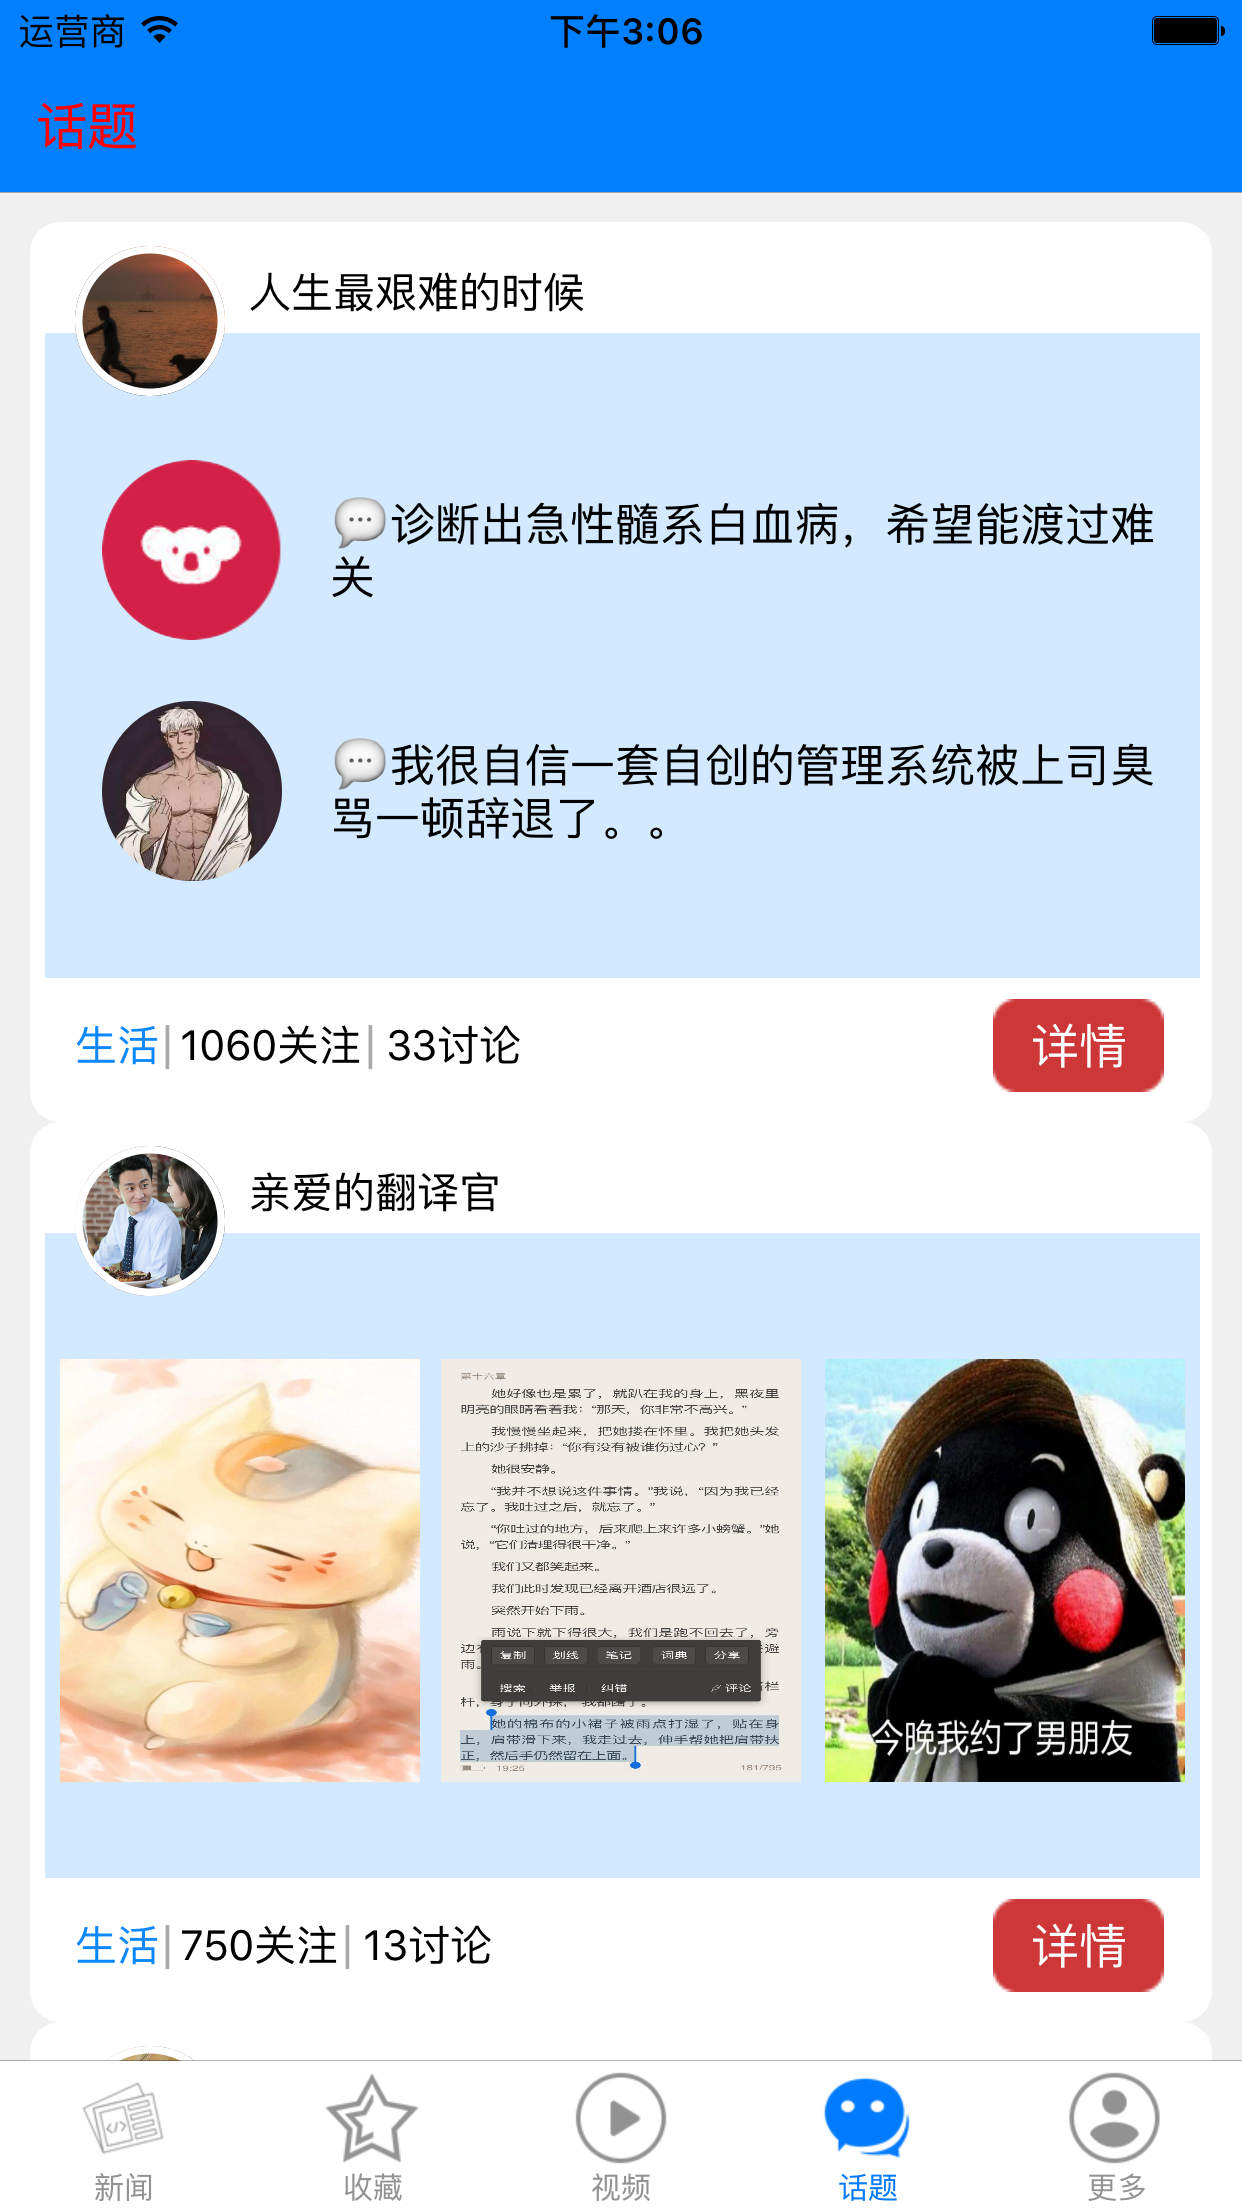 运营商
下午3:06
话题
人生最艰难的时候
💬诊断出急性髓系白血病，希望能渡过难
关
💬我很自信一套自创的管理系统被上司臭
骂一顿辞退了。。
生活| 1060关注| 33讨论
详情
亲爱的翻译官
第十六章
她好像也是累了，就趴在我的身上，黑夜里
明亮的眼睛看着我：“那天，你非常不高兴。”
我慢慢坐起来，把她搂在怀里。我把她头发
上的沙子拂掉：“你有没有被谁伤过心？”
她很安静。
“我并不想说这件事情。”我说，“因为我已经
忘了。我吐过之后，就忘了。”
“你吐过的地方，后来爬上来许多小螃蟹。”她
说，“它们清理得很干净。”
我们又都笑起来。
我们此时发现已经离开酒店很远了。
突然开始下雨。
雨说下就下得很大，我们是跑不回去了，旁
边
避
雨。
复制 划线 笔记 词典 分享
搜索 举报 纠错 评论
栏
杆，
她的棉布的小裙子被雨点打湿了，贴在身
上，肩带滑下来，我走过去，伸手帮她把肩带扶
正，然后手仍然留在上面。
19:25 181/795
今晚我约了男朋友
生活| 750关注| 13讨论
详情
新闻
收藏
视频
话题
更多